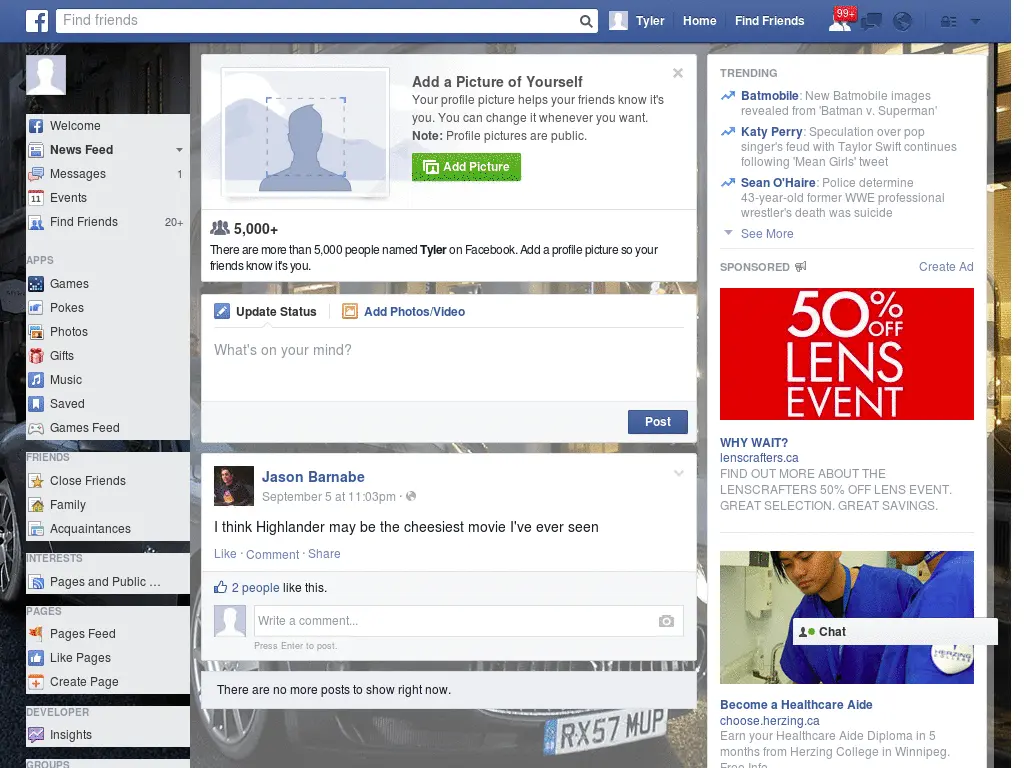 Find friends
Tyler
Home
Find Friends
99+
Welcome
News Feed
Messages
1
Events
Find Friends
20+
APPS
Games
Pokes
Photos
Gifts
Music
Saved
Games Feed
FRIENDS
Close Friends
Family
Acquaintances
INTERESTS
Pages and Public ...
PAGES
Pages Feed
Like Pages
Create Page
DEVELOPER
Insights
GROUPS
Add a Picture of Yourself
Your profile picture helps your friends know it's
you. You can change it whenever you want.
Note: Profile pictures are public.
Add Picture
5,000+
There are more than 5,000 people named Tyler on Facebook. Add a profile picture so your
friends know it's you.
Update Status
Add Photos/Video
What's on your mind?
Post
Jason Barnabe
September 5 at 11:03pm ·
I think Highlander may be the cheesiest movie I've ever seen
Like · Comment · Share
2 people like this.
Write a comment...
Press Enter to post.
There are no more posts to show right now.
RX57 MUP
TRENDING
Batmobile: New Batmobile images
revealed from 'Batman v. Superman'
Katy Perry: Speculation over pop
singer's feud with Taylor Swift continues
following 'Mean Girls' tweet
Sean O'Haire: Police determine
43-year-old former WWE professional
wrestler's death was suicide
See More
SPONSORED
Create Ad
50% OFF
LENS
EVENT
WHY WAIT?
lenscrafters.ca
FIND OUT MORE ABOUT THE
LENSCRAFTERS 50% OFF LENS EVENT.
GREAT SELECTION. GREAT SAVINGS.
Chat
HERZING
COLLEGE
Become a Healthcare Aide
choose.herzing.ca
Earn your Healthcare Aide Diploma in 5
months from Herzing College in Winnipeg.
Free Info